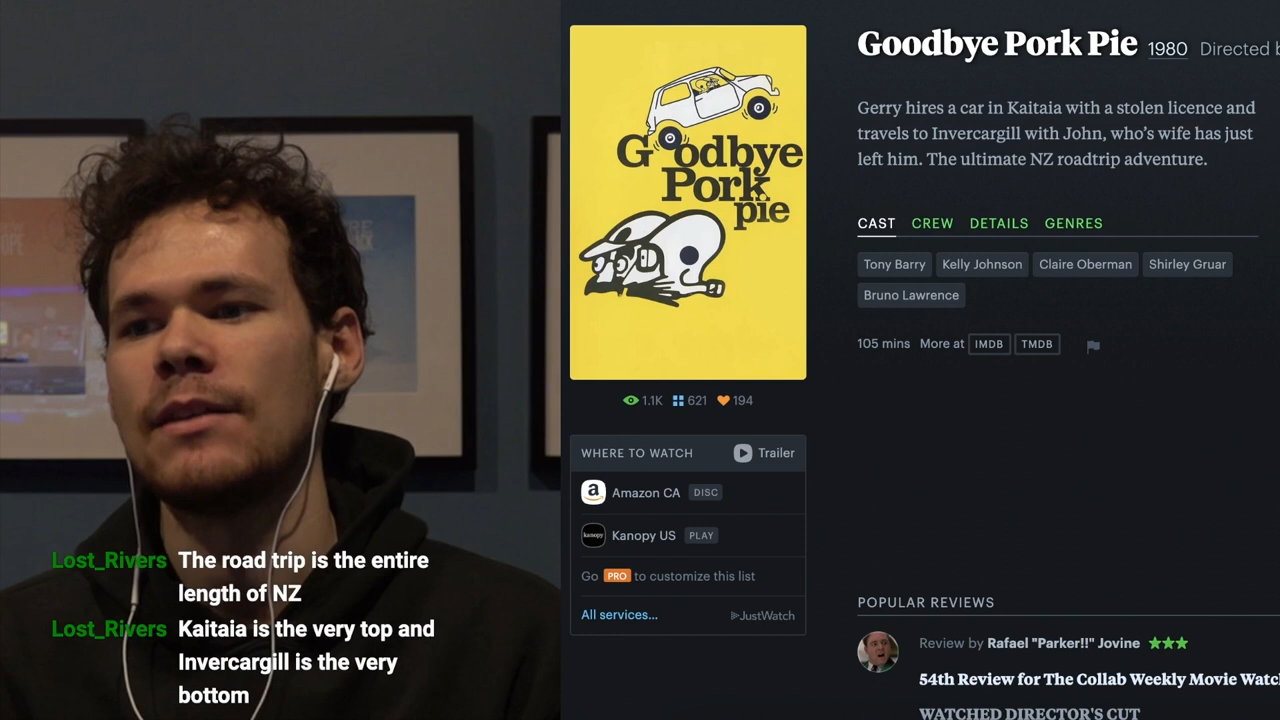 Goodbye Pork Pie 1980 Directed b
Gerry hires a car in Kaitaia with a stolen licence and
travels to Invercargill with John, who's wife has just
left him. The ultimate NZ roadtrip adventure.
CAST CREW DETAILS GENRES
Tony Barry Kelly Johnson Claire Oberman Shirley Gruar
Bruno Lawrence
105 mins More at IMDB TMDB
Goodbye
Pork
pie
1.1K 621 194
WHERE TO WATCH Trailer
a Amazon CA DISC
kanopy Kanopy US PLAY
Go PRO to customize this list
All services... JustWatch
POPULAR REVIEWS
Review by Rafael "Parker!!" Jovine
54th Review for The Collab Weekly Movie Watc
WATCHED DIRECTOR'S CUT
Lost_Rivers The road trip is the entire
length of NZ
Lost_Rivers Kaitaia is the very top and
Invercargill is the very
bottom